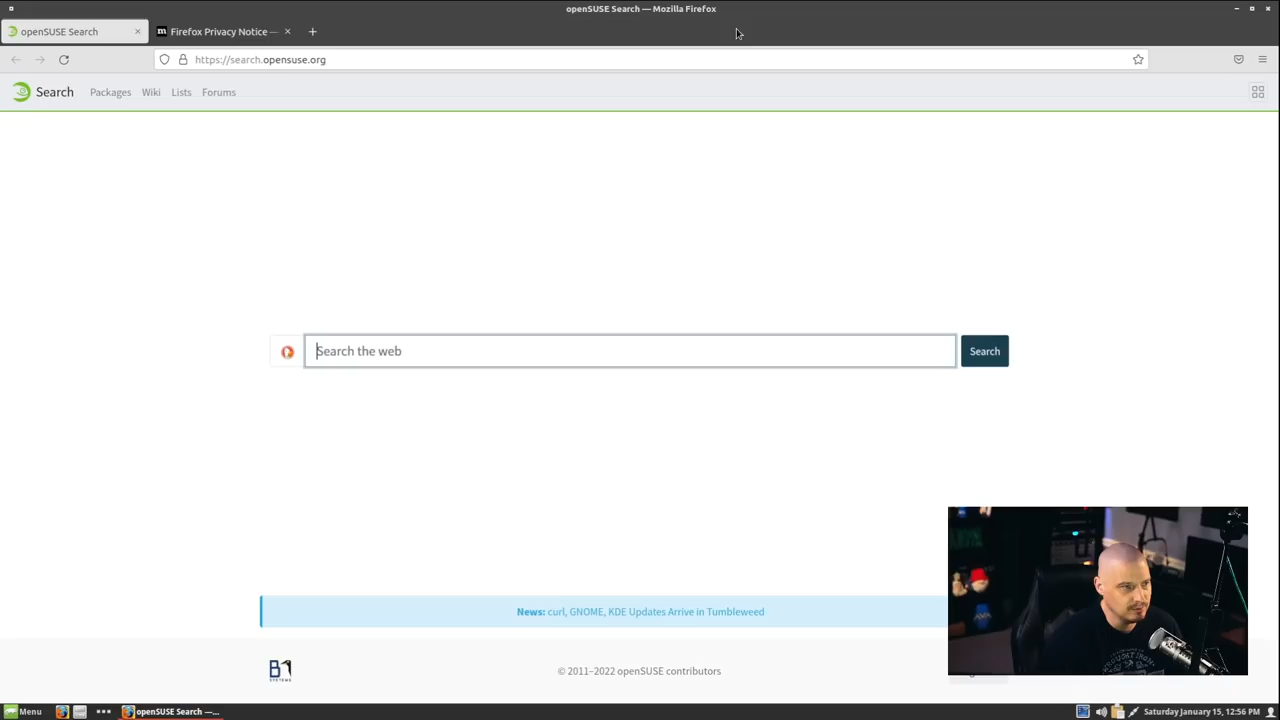 openSUSE Search — Mozilla Firefox
openSUSE Search
Firefox Privacy Notice —
https://search.opensuse.org
Search Packages Wiki Lists Forums
Search the web
Search
News: curl, GNOME, KDE Updates Arrive in Tumbleweed
B1
SYSTEMS
© 2011–2022 openSUSE contributors
Menu
openSUSE Search —...
Saturday January 15, 12:56 PM